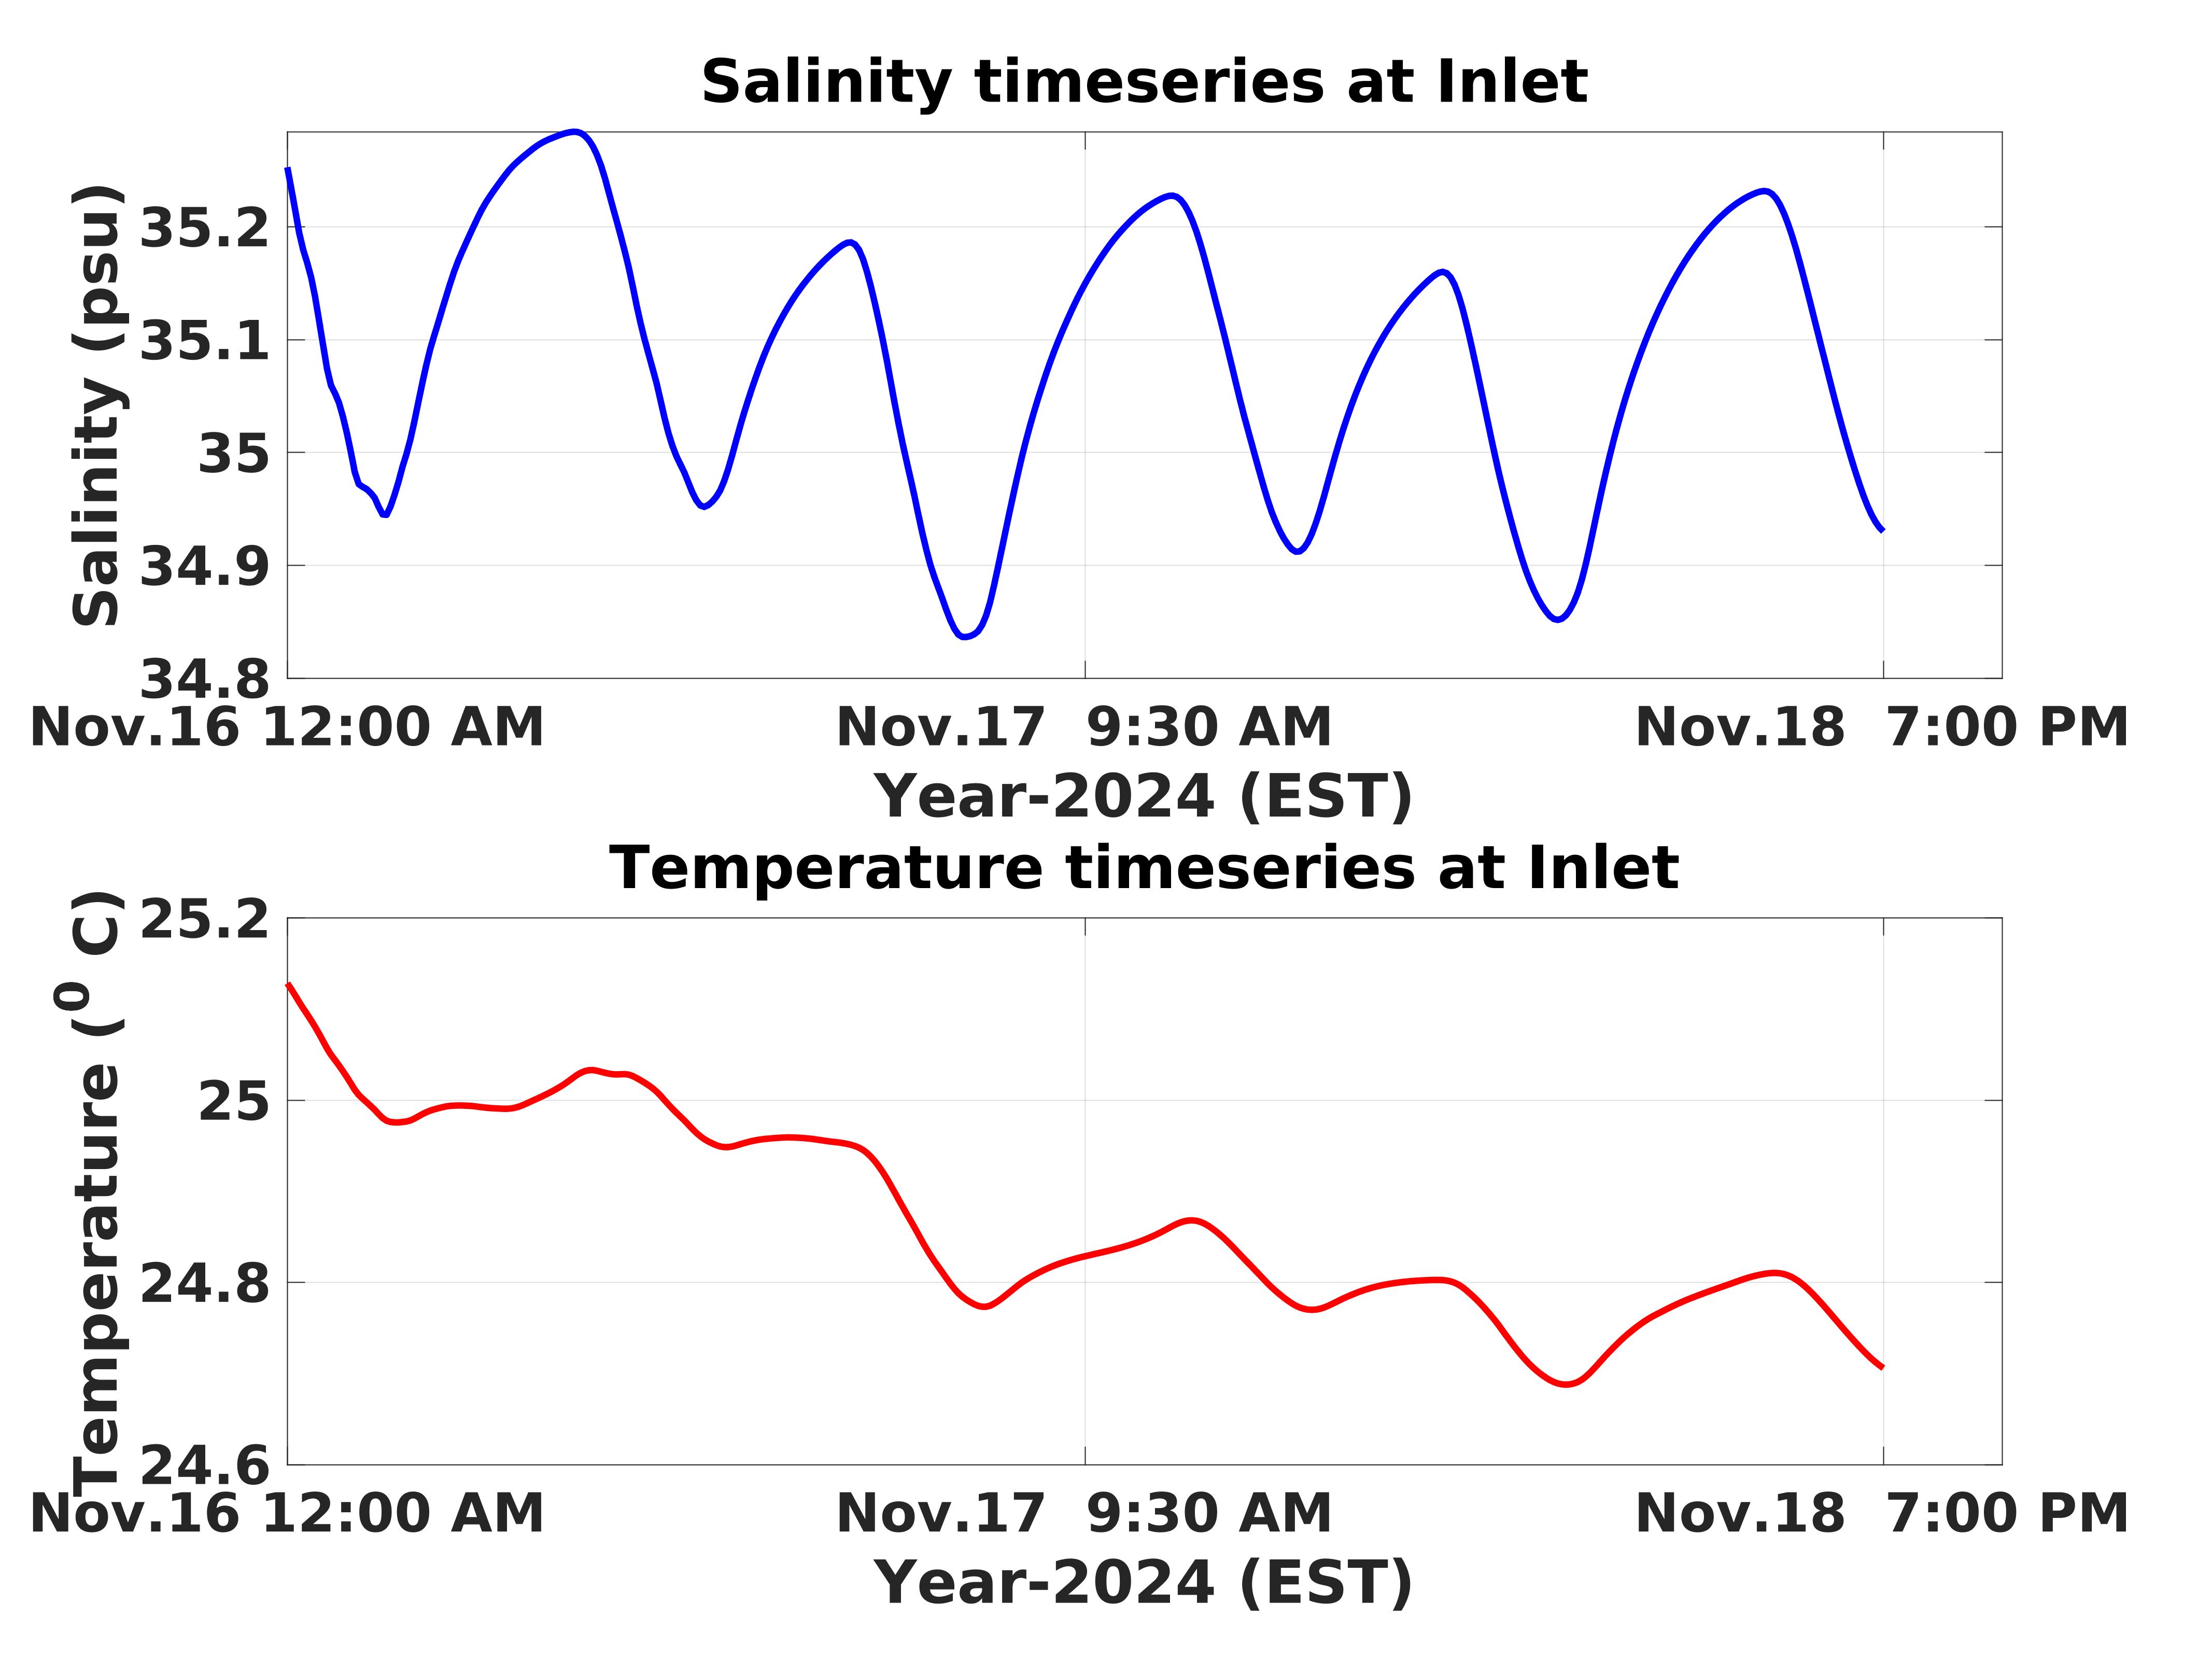 Salinity timeseries at Inlet
Salinity (psu)
35.2
35.1
35
34.9
34.8
Nov.16 12:00 AM Nov.17 9:30 AM Nov.18 7:00 PM
Year-2024 (EST)
Temperature timeseries at Inlet
Temperature (⁰ C)
25.2
25
24.8
24.6
Nov.16 12:00 AM Nov.17 9:30 AM Nov.18 7:00 PM
Year-2024 (EST)